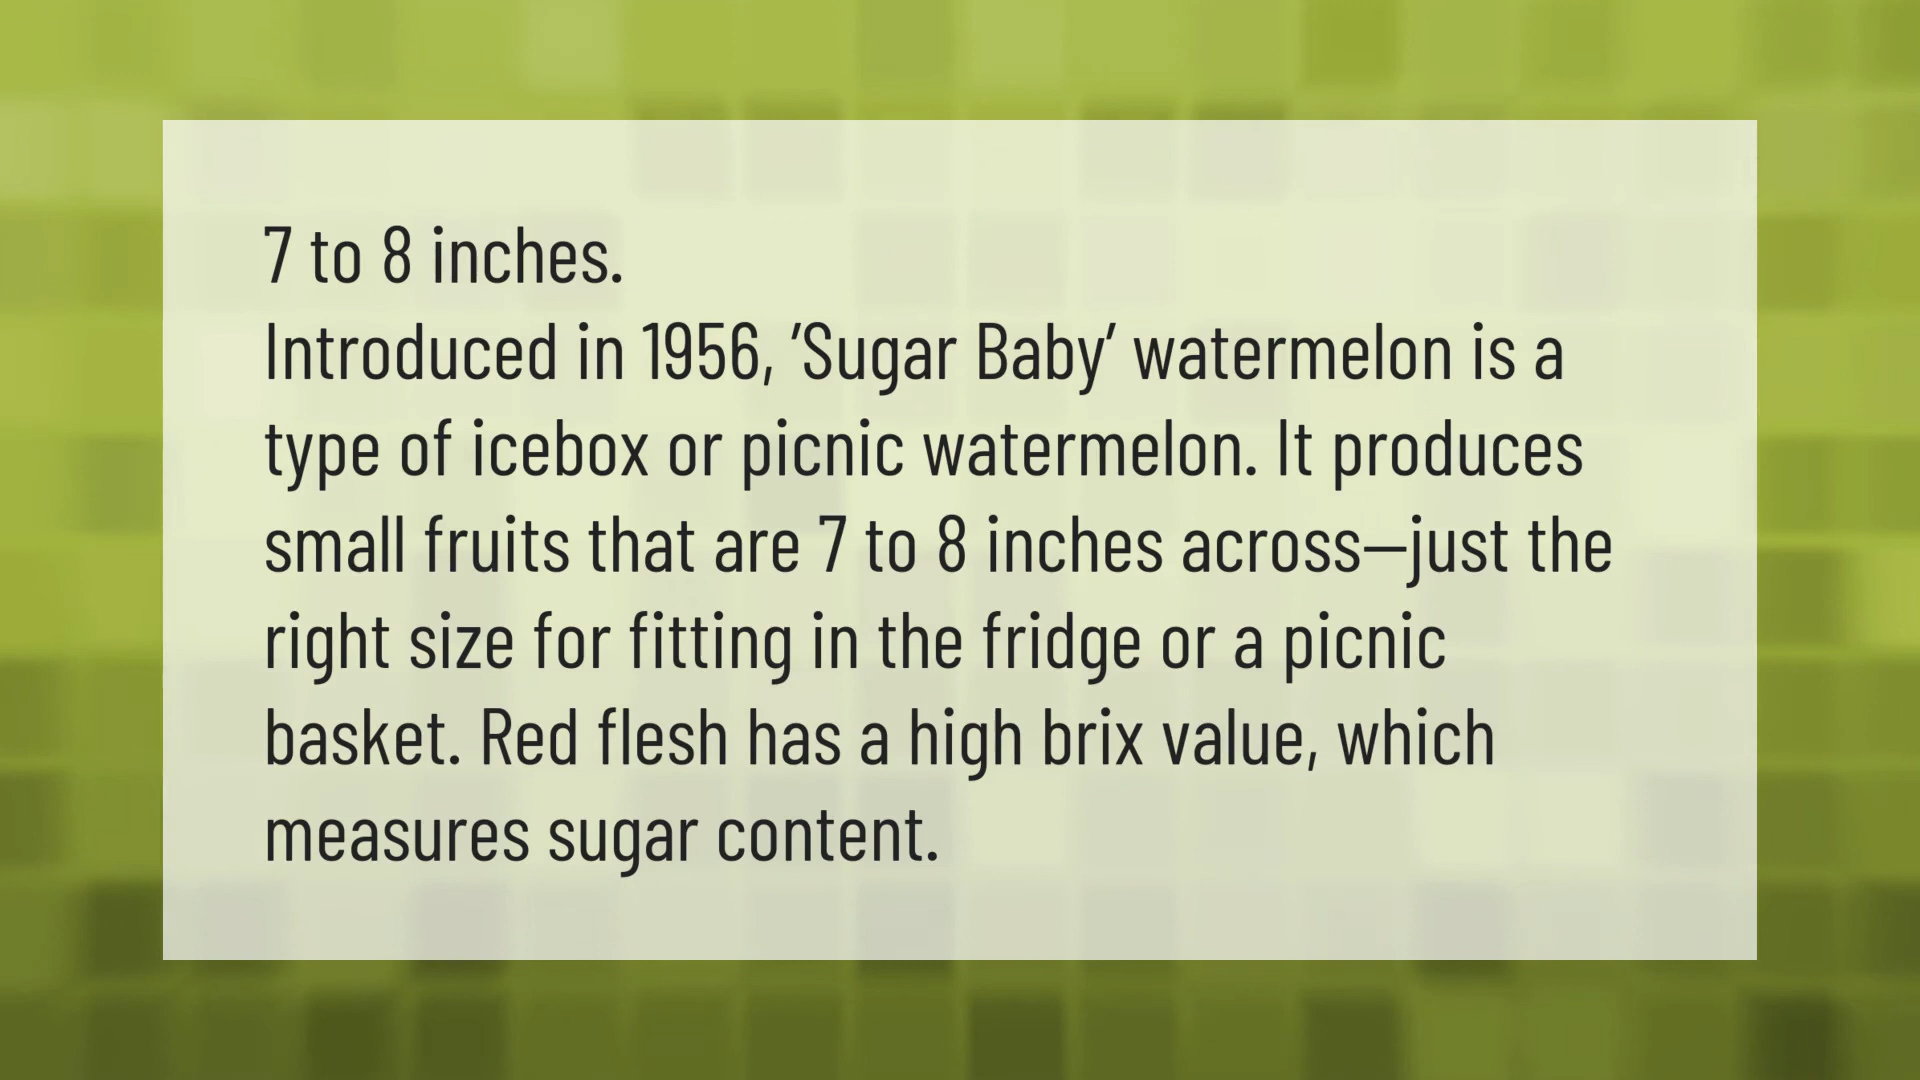 7 to 8 inches.
Introduced in 1956, ’Sugar Baby’ watermelon is a
type of icebox or picnic watermelon. It produces
small fruits that are 7 to 8 inches across—just the
right size for fitting in the fridge or a picnic
basket. Red flesh has a high brix value, which
measures sugar content.